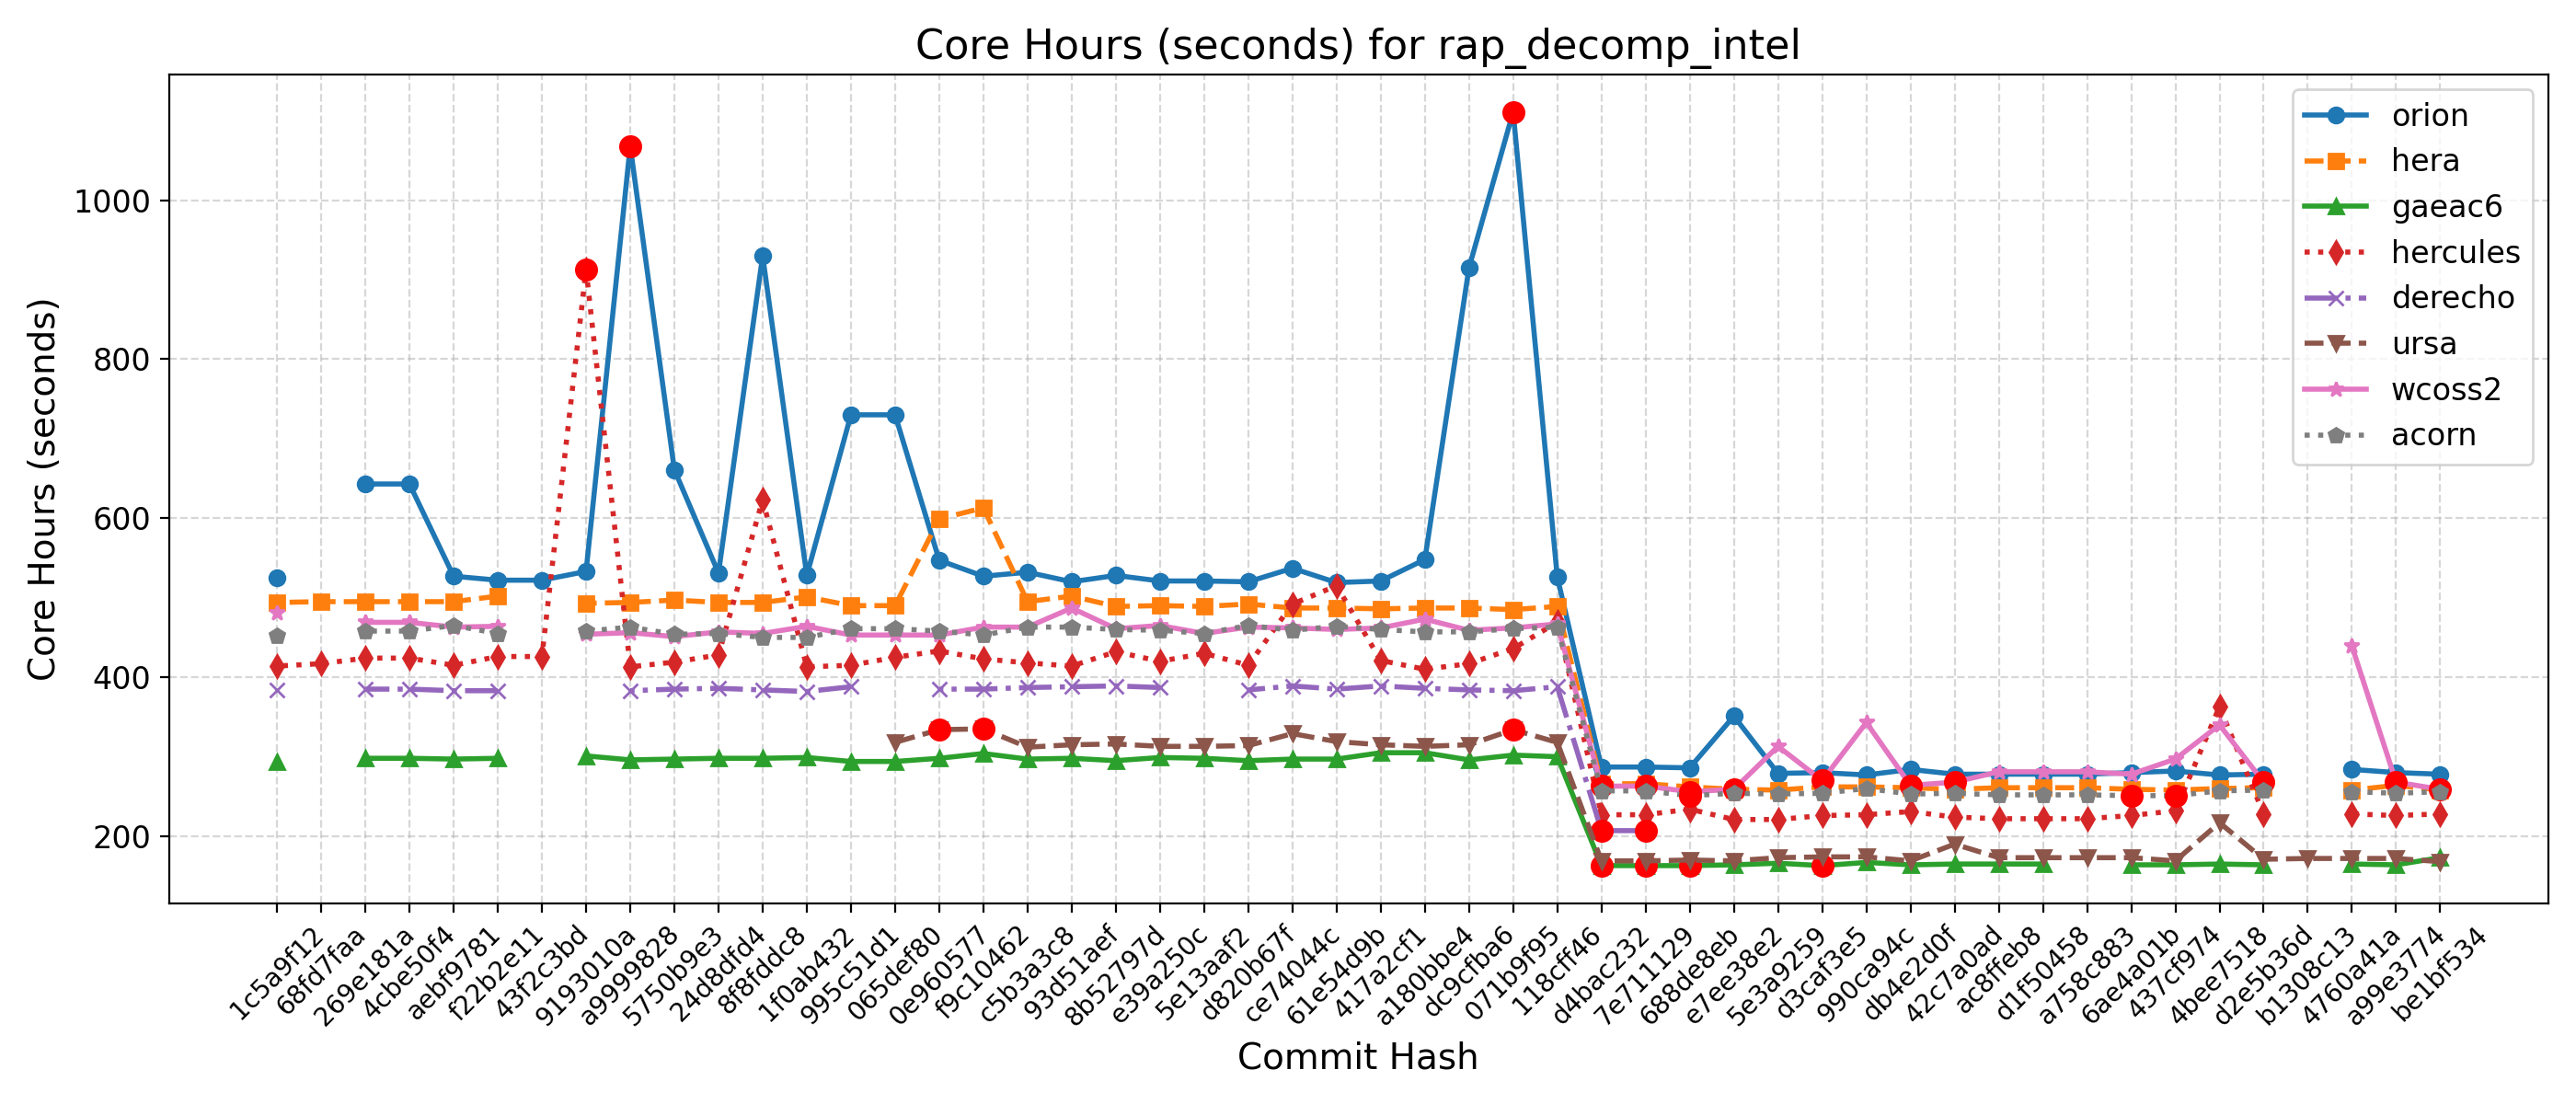 Core Hours (seconds) for rap_decomp_intel
Core Hours (seconds)
1000
800
600
400
200
orion
hera
gaeac6
hercules
derecho
ursa
wcoss2
acorn
1c5a9f12
68fd7faa
269e181a
4cbe50f4
aebf9781
f22b2e11
43f2c3bd
9193010a
a9999828
5750b9e3
24d8dfd4
8f8fddc8
1f0ab432
995c51d1
065def80
0e960577
f9c10462
c5b3a3c8
93d51aef
8b52797d
e39a250c
5e13aaf2
d820b67f
ce74044c
61e54d9b
417a2cf1
a180bbe4
dc9cfba6
071b9f95
118cff46
d4bac232
7e711129
688de8eb
e7ee38e2
5e3a9259
d3caf3e5
990ca94c
db4e2d0f
42c7a0ad
ac8ffeb8
d1f50458
a758c883
6ae4a01b
437cf974
4bee7518
d2e5b36d
b1308c13
4760a41a
a99e3774
be1bf534
Commit Hash